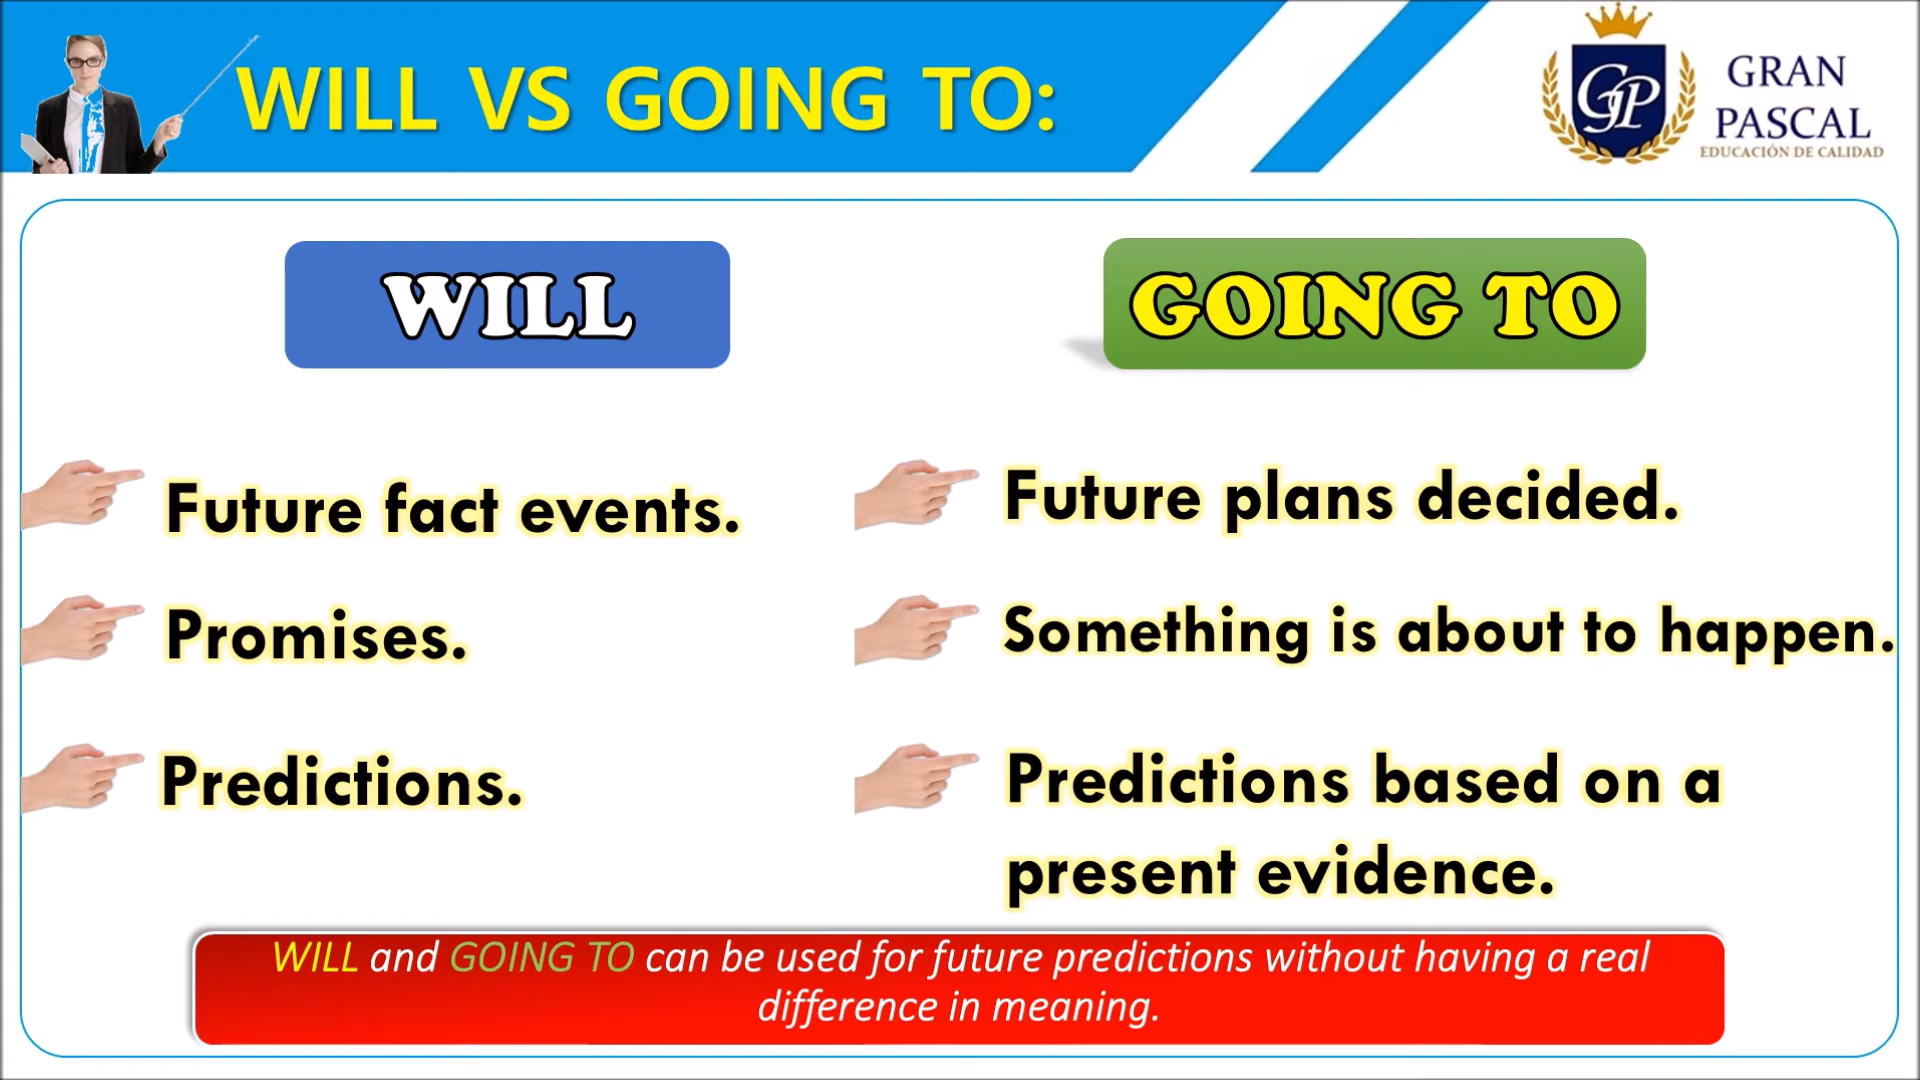 WILL VS GOING TO:
GP
GRAN
PASCAL
EDUCACIÓN DE CALIDAD
WILL
Future fact events.
Promises.
Predictions.
GOING TO
Future plans decided.
Something is about to happen.
Predictions based on a
present evidence.
WILL and GOING TO can be used for future predictions without having a real
difference in meaning.